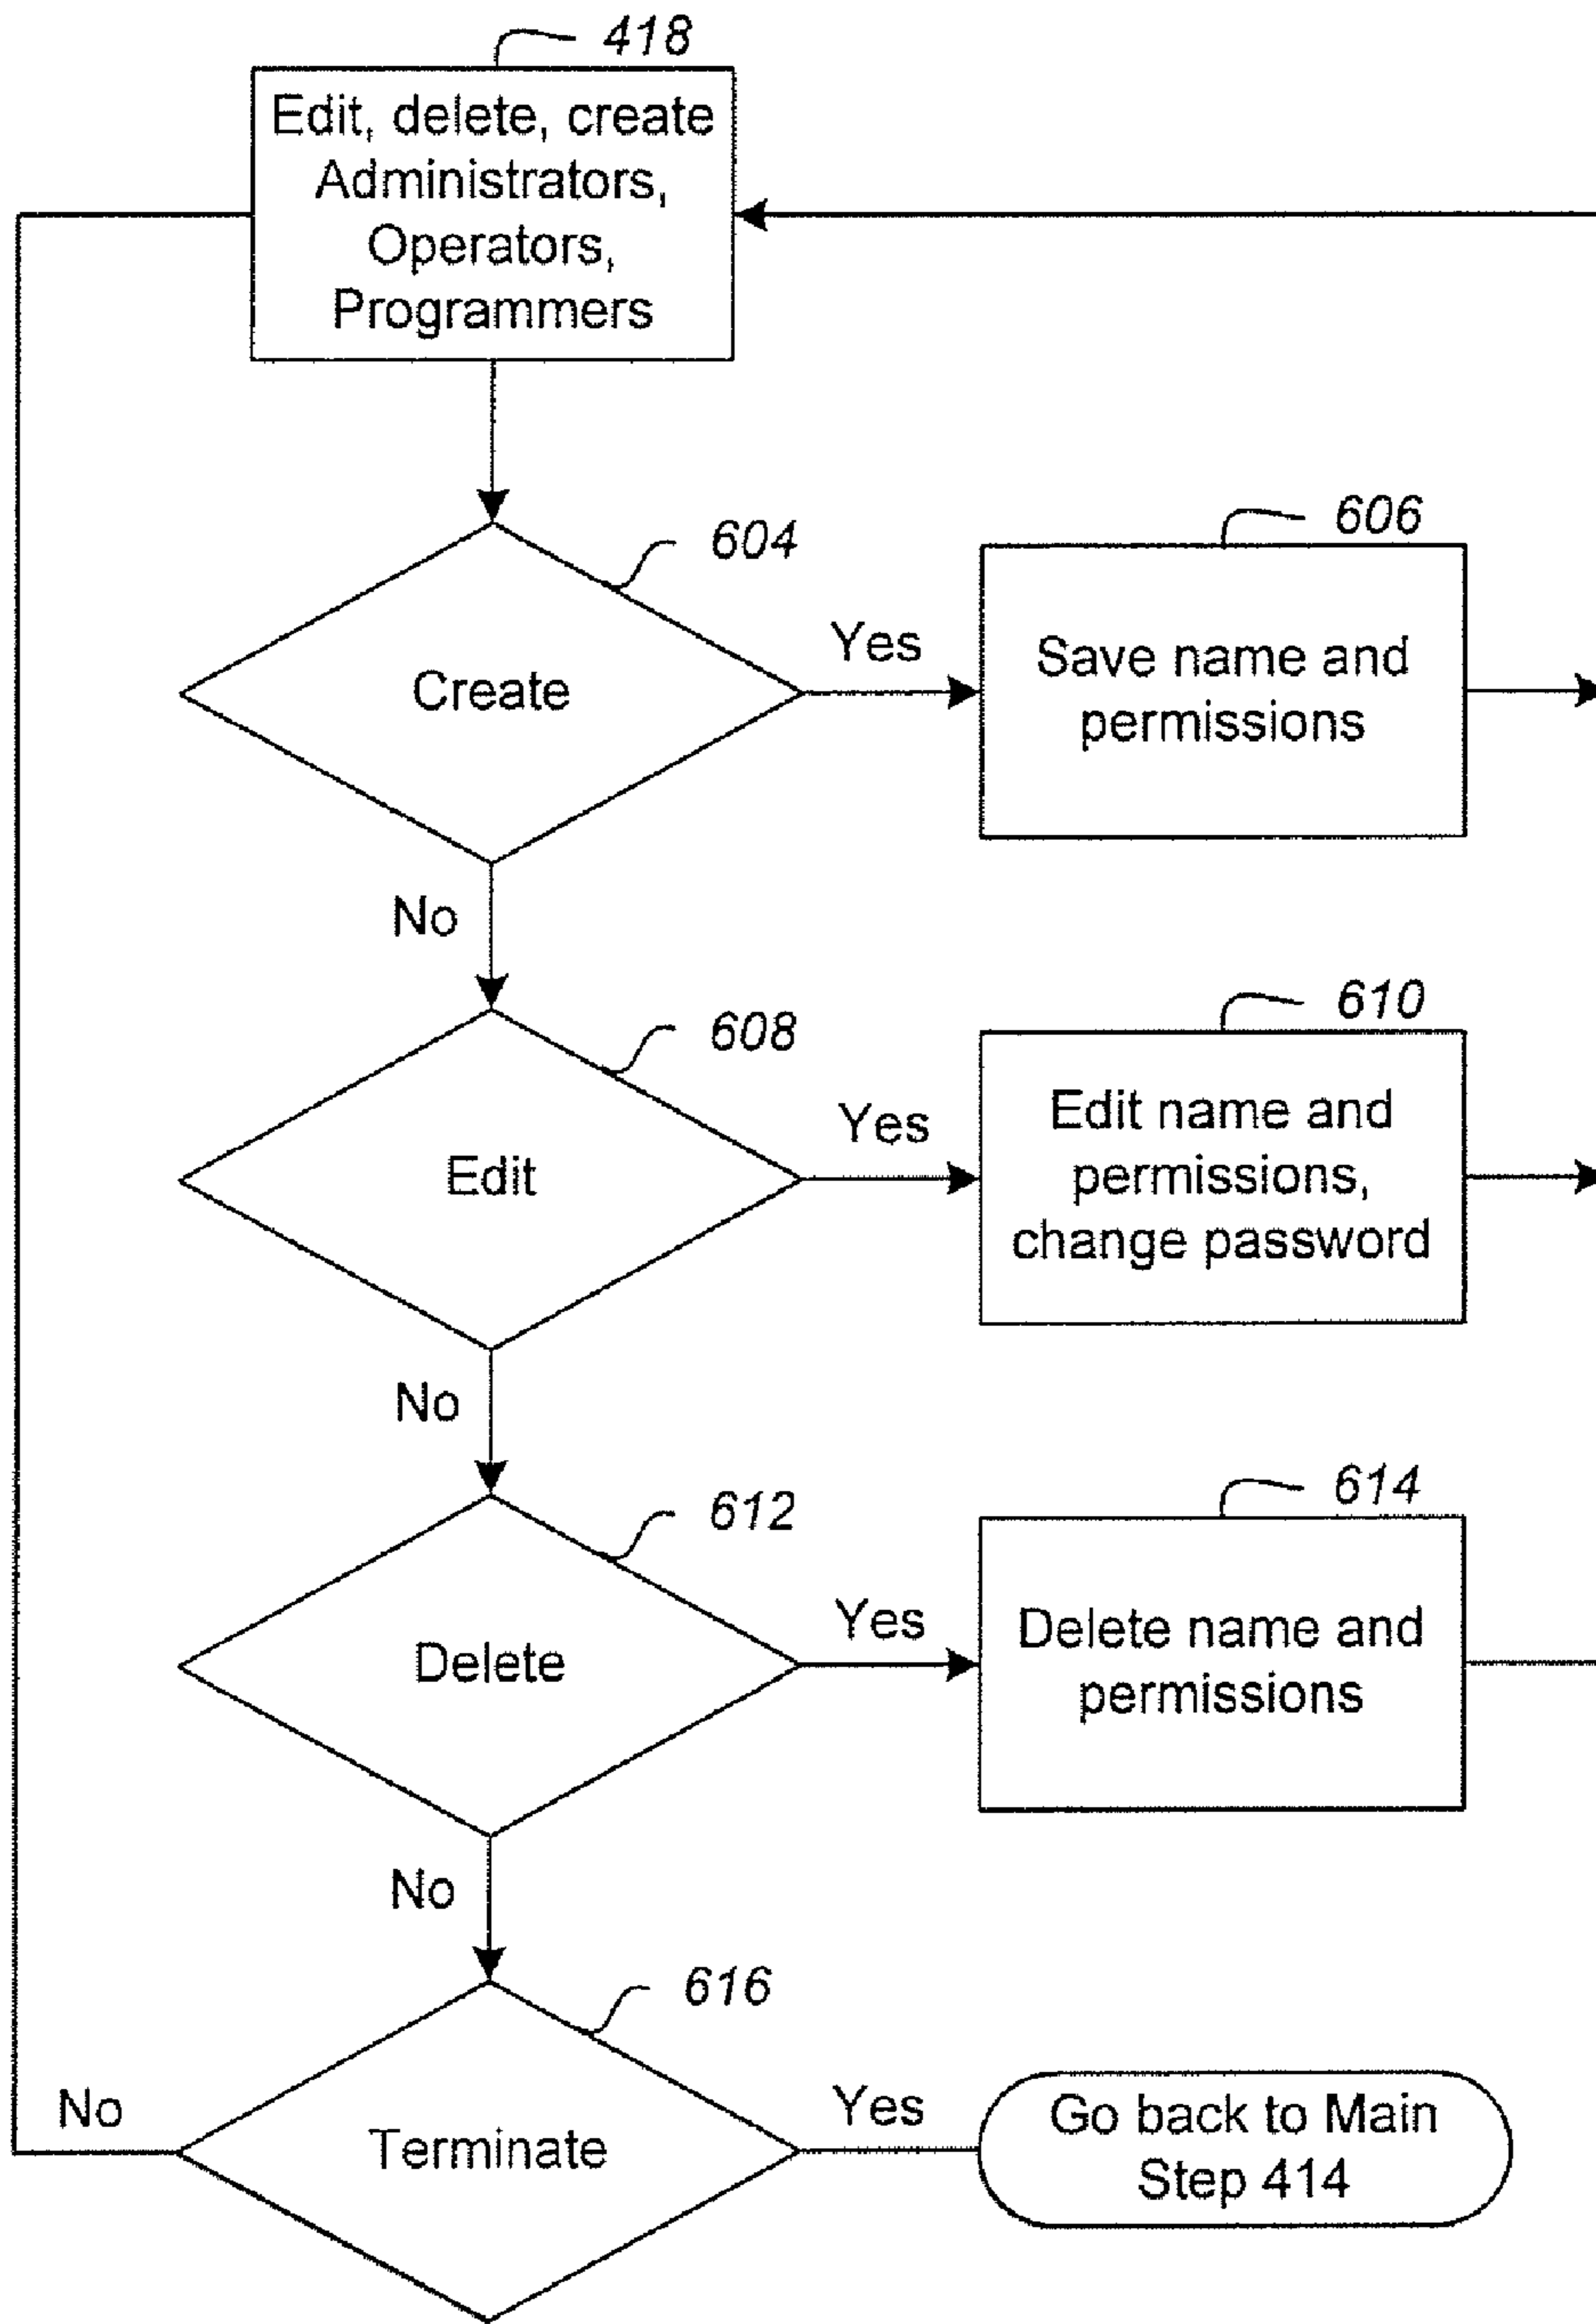 418
Edit, delete, create
Administrators,
Operators,
Programmers
604
Create
Yes
606
Save name and
permissions
No
608
Edit
Yes
610
Edit name and
permissions,
change password
No
612
Delete
Yes
614
Delete name and
permissions
No
616
Terminate
No
Yes
Go back to Main
Step 414